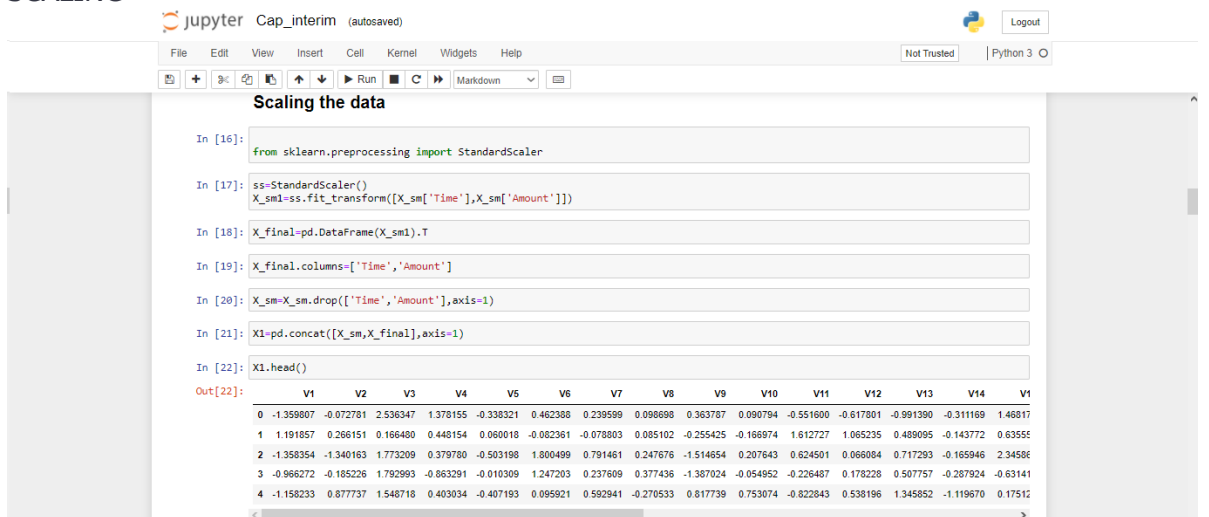 SCALING
jupyter Cap_interim (autosaved)
Logout
File Edit View Insert Cell Kernel Widgets Help
Not Trusted Python 3
Run Markdown
Scaling the data
In [16]:
from sklearn.preprocessing import StandardScaler
In [17]: ss=StandardScaler()
X_sm1=ss.fit_transform([X_sm['Time'],X_sm['Amount']])
In [18]: X_final=pd.DataFrame(X_sm1).T
In [19]: X_final.columns=['Time','Amount']
In [20]: X_sm=X_sm.drop(['Time','Amount'],axis=1)
In [21]: X1=pd.concat([X_sm,X_final],axis=1)
In [22]: X1.head()
Out[22]:
V1 V2 V3 V4 V5 V6 V7 V8 V9 V10 V11 V12 V13 V14 V1
0 -1.359807 -0.072781 2.536347 1.378155 -0.338321 0.462388 0.239599 0.098698 0.363787 0.090794 -0.551600 -0.617801 -0.991390 -0.311169 1.46817
1 1.191857 0.266151 0.166480 0.448154 0.060018 -0.082361 -0.078803 0.085102 -0.255425 -0.166974 1.612727 1.065235 0.489095 -0.143772 0.63555
2 -1.358354 -1.340163 1.773209 0.379780 -0.503198 1.800499 0.791461 0.247676 -1.514654 0.207643 0.624501 0.066084 0.717293 -0.165946 2.34586
3 -0.966272 -0.185226 1.792993 -0.863291 -0.010309 1.247203 0.237609 0.377436 -1.387024 -0.054952 -0.226487 0.178228 0.507757 -0.287924 -0.63141
4 -1.158233 0.877737 1.548718 0.403034 -0.407193 0.095921 0.592941 -0.270533 0.817739 0.753074 -0.822843 0.538196 1.345852 -1.119670 0.17512